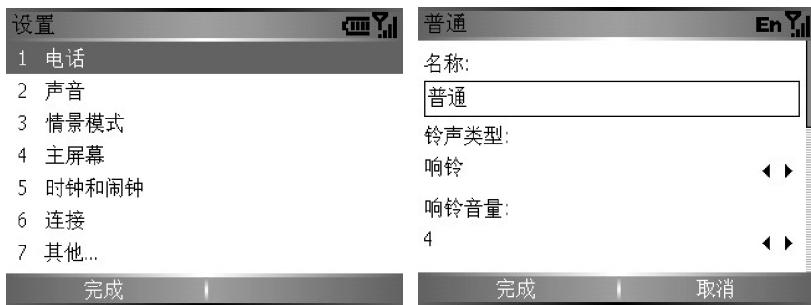 设置
1 电话
2 声音
3 情景模式
4 主屏幕
5 时钟和闹钟
6 连接
7 其他...
完成
普通
En
名称:
普通
铃声类型:
响铃
响铃音量:
4
完成 取消